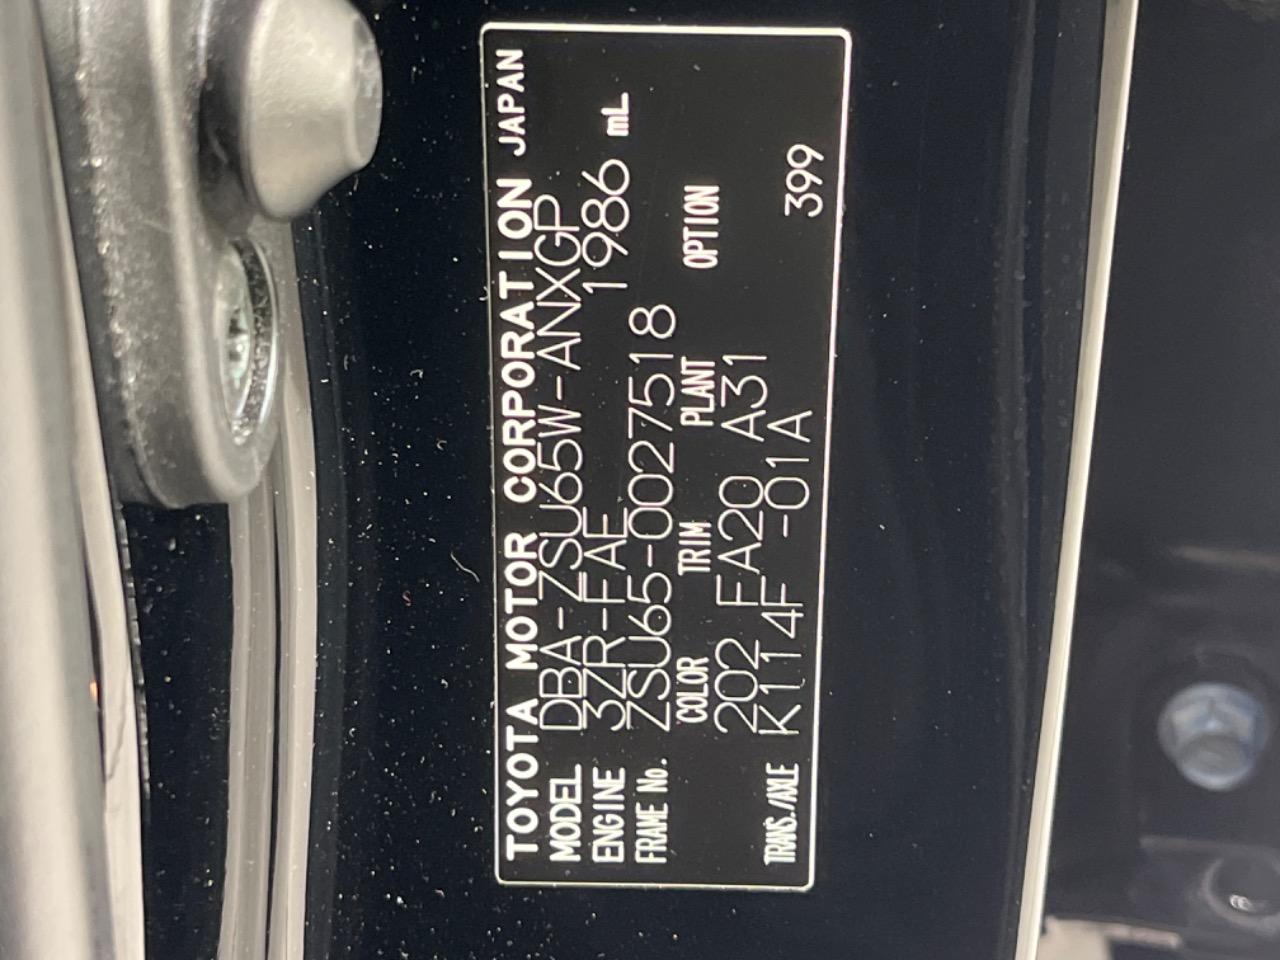 TOYOTA MOTOR CORPORATION JAPAN
MODEL DBA-ZSU65W-ANXGP
ENGINE 3ZR-FAE 1986 mL
FRAME No. ZSU65-0027518
COLOR TRIM PLANT OPTION
202 FA20 A31
TRANS./AXLE K114F -01A 399